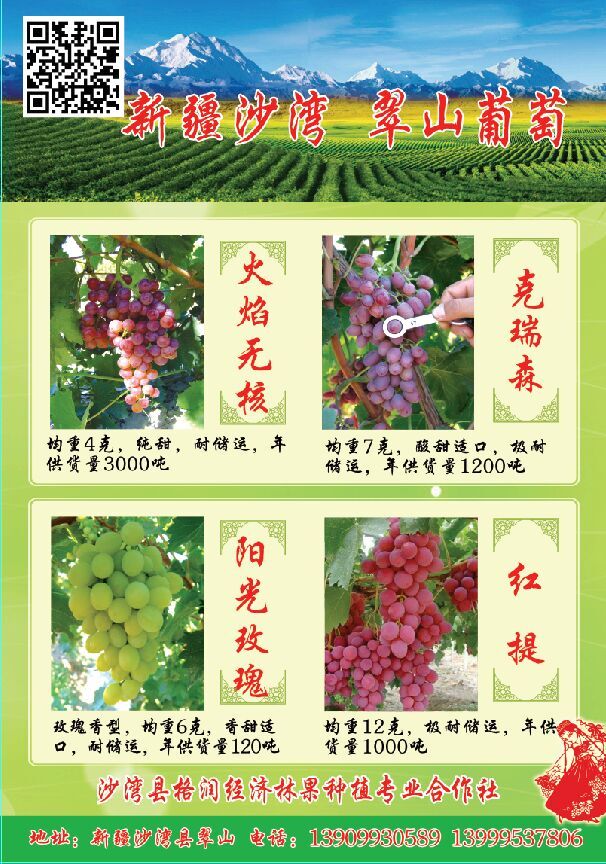 新疆沙湾 翠山葡萄
火焰无核
均重4克，纯甜，耐储运，年
供货量3000吨
克瑞森
均重7克，酸甜适口，极耐
储运，年供货量1200吨
阳光玫瑰
玫瑰香型，均重6克，香甜适
口，耐储运，年供货量120吨
红提
均重12克，极耐储运，年供
货量1000吨
沙湾县格润经济林果种植专业合作社
地址：新疆沙湾县翠山 电话：13909930589 13999537806